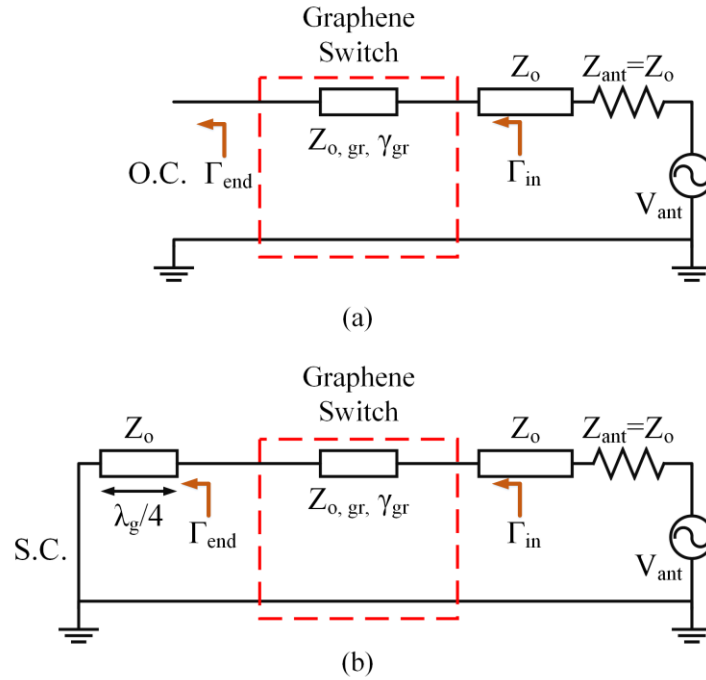 Graphene
Switch
Zo Zant=Zo
Zo, gr, γgr
O.C. Γend Γin
Vant
(a)
Graphene
Switch
Zo Zo Zant=Zo
λg/4 Zo, gr, γgr
Γend Γin
S.C.
Vant
(b)